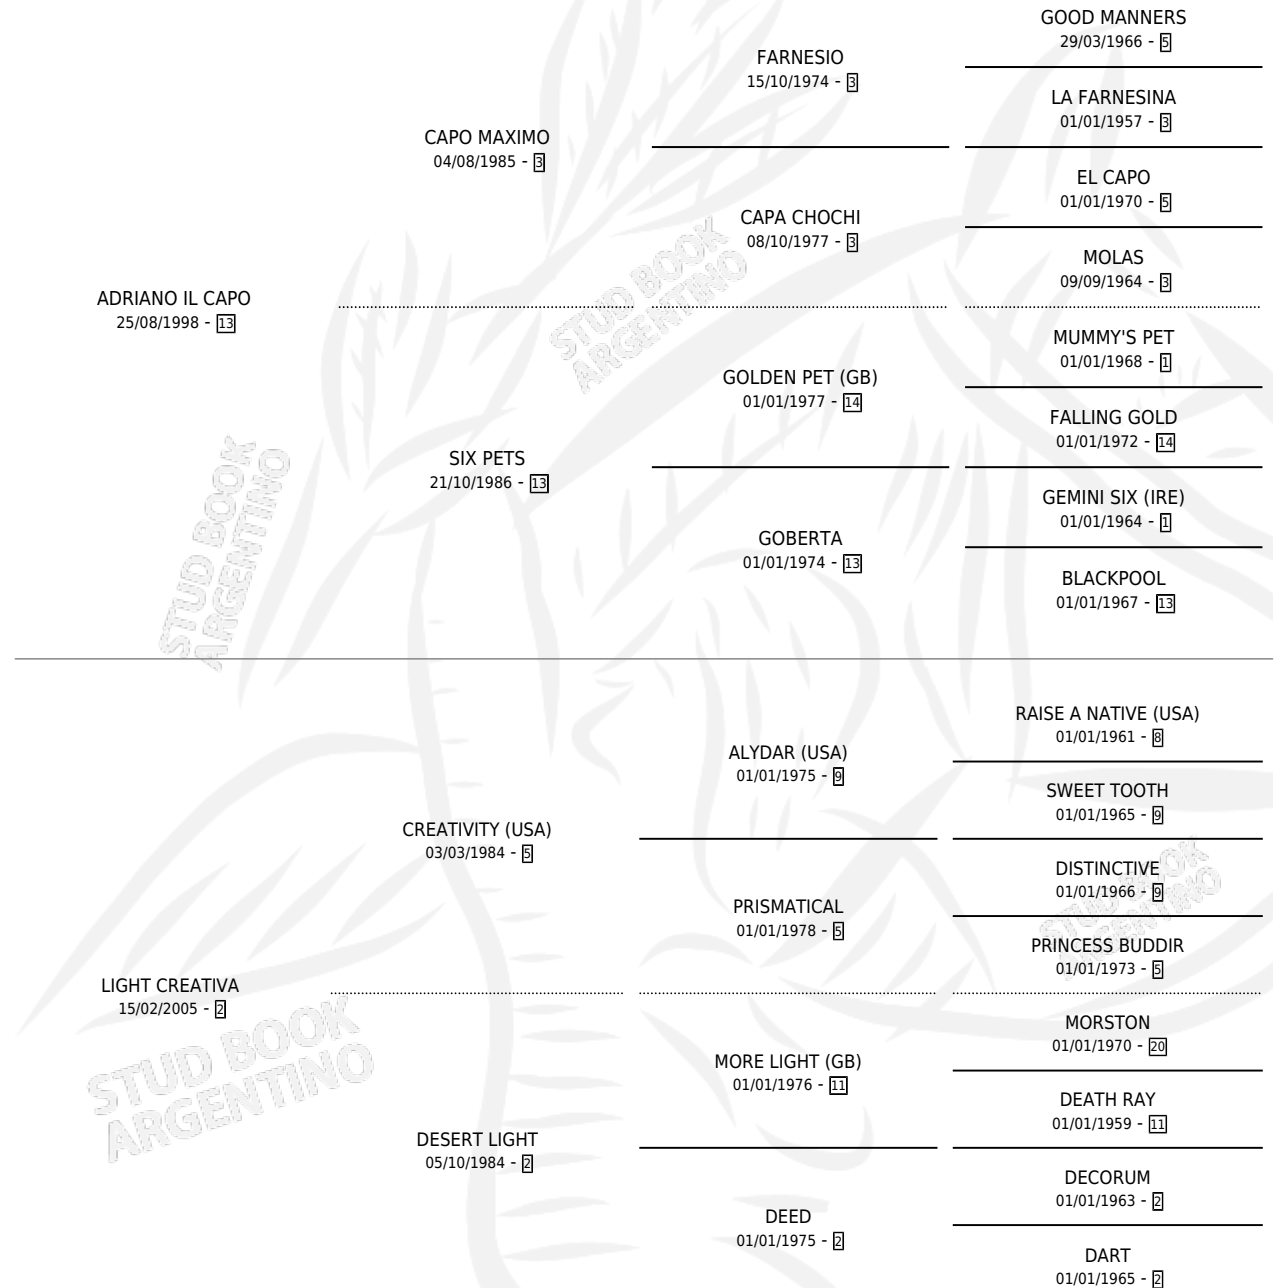 GOOD MANNERS
29/03/1966 - 5
FARNESIO
15/10/1974 - 3
LA FARNESINA
01/01/1957 - 3
CAPO MAXIMO
04/08/1985 - 3
EL CAPO
01/01/1970 - 5
CAPA CHOCHI
08/10/1977 - 3
MOLAS
09/09/1964 - 3
ADRIANO IL CAPO
25/08/1998 - 13
MUMMY'S PET
01/01/1968 - 1
GOLDEN PET (GB)
01/01/1977 - 14
FALLING GOLD
01/01/1972 - 14
SIX PETS
21/10/1986 - 13
GEMINI SIX (IRE)
01/01/1964 - 1
GOBERTA
01/01/1974 - 13
BLACKPOOL
01/01/1967 - 13
RAISE A NATIVE (USA)
01/01/1961 - 8
ALYDAR (USA)
01/01/1975 - 9
SWEET TOOTH
01/01/1965 - 9
CREATIVITY (USA)
03/03/1984 - 5
DISTINCTIVE
01/01/1966 - 9
PRISMATICAL
01/01/1978 - 5
PRINCESS BUDDIR
01/01/1973 - 5
LIGHT CREATIVA
15/02/2005 - 2
MORSTON
01/01/1970 - 20
MORE LIGHT (GB)
01/01/1976 - 11
DEATH RAY
01/01/1959 - 11
DESERT LIGHT
05/10/1984 - 2
DECORUM
01/01/1963 - 2
DEED
01/01/1975 - 2
DART
01/01/1965 - 2
STUD BOOK
ARGENTINO
STUD BOOK
ARGENTINO
STUD BOOK
ARGENTINO
STUD BOOK
ARGENTINO